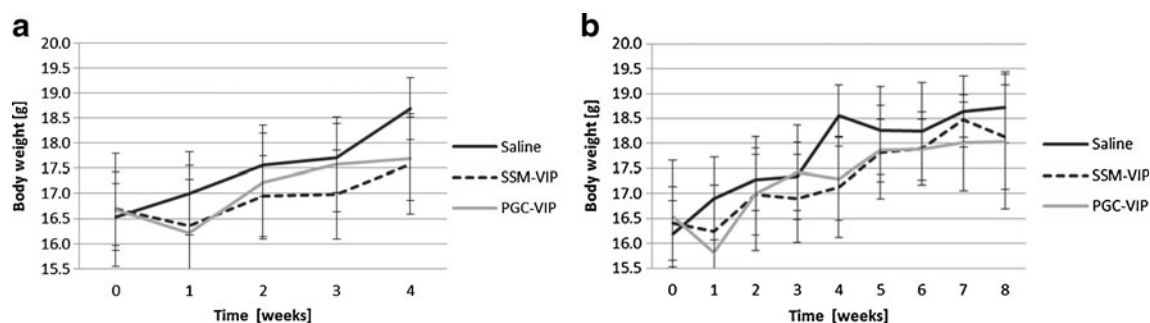 a
Body weight [g]
20.0
19.5
19.0
18.5
18.0
17.5
17.0
16.5
16.0
15.5
0 1 2 3 4
Time [weeks]
Saline
SSM-VIP
PGC-VIP
b
Body weight [g]
20.0
19.5
19.0
18.5
18.0
17.5
17.0
16.5
16.0
15.5
0 1 2 3 4 5 6 7 8
Time [weeks]
Saline
SSM-VIP
PGC-VIP